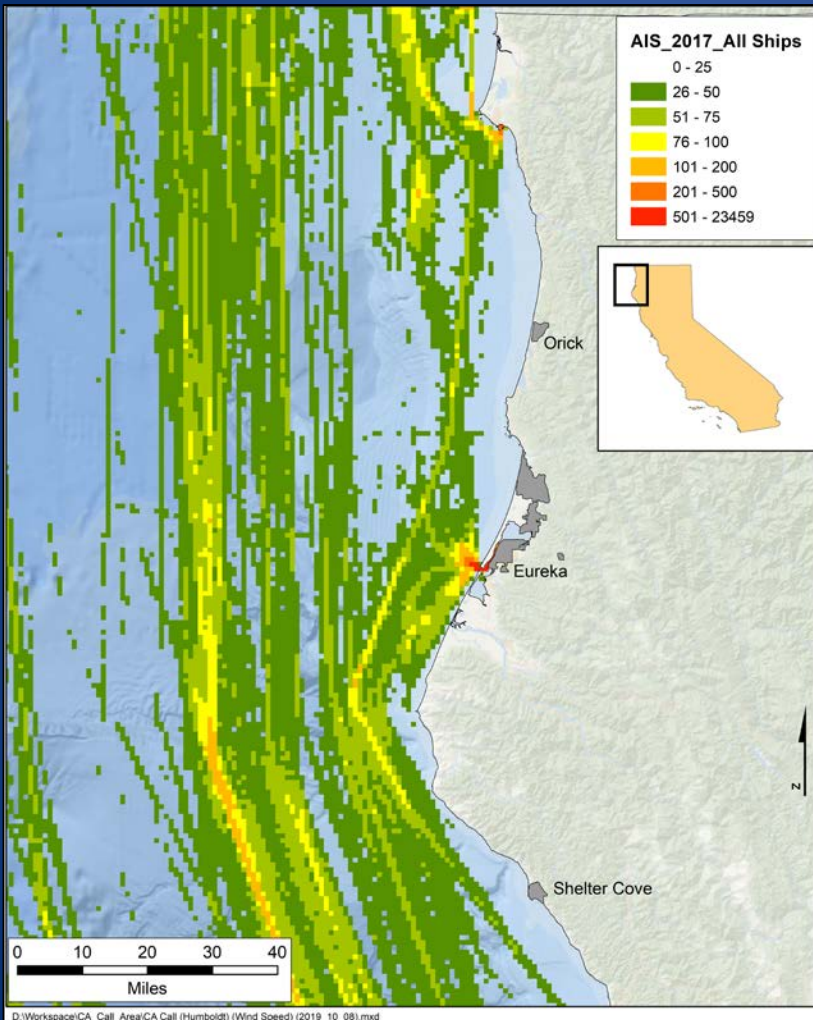 AIS_2017_All Ships
0 - 25
26 - 50
51 - 75
76 - 100
101 - 200
201 - 500
501 - 23459
Orick
Eureka
N
Shelter Cove
0 10 20 30 40
Miles
D:\Workspace\CA_Call_Area\CA Call (Humboldt) (Wind Speed) (2019_10_08).mxd